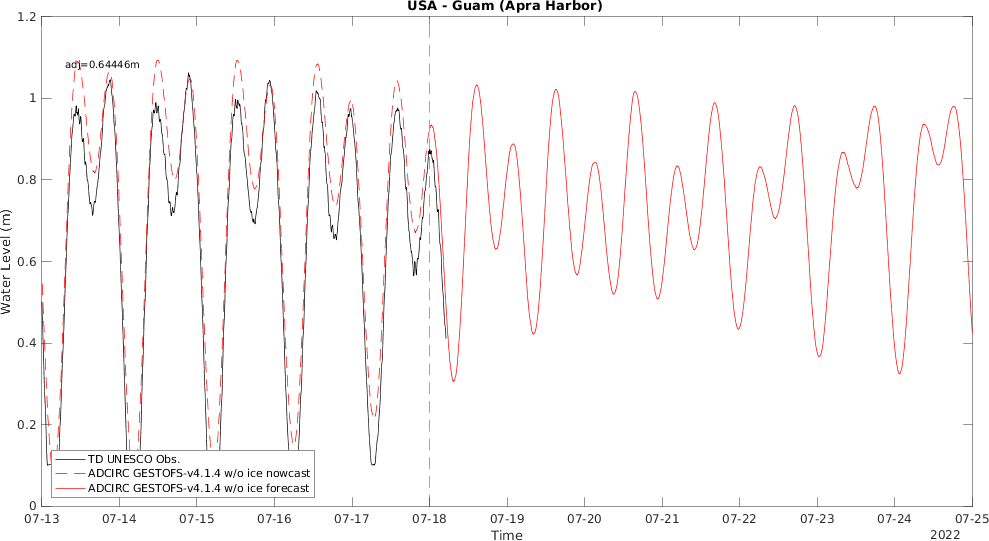 USA - Guam (Apra Harbor)
adj=0.64446m
1.2
1
0.8
0.6
0.4
0.2
0
Water Level (m)
TD UNESCO Obs.
ADCIRC GESTOFS-v4.1.4 w/o ice nowcast
ADCIRC GESTOFS-v4.1.4 w/o ice forecast
07-13 07-14 07-15 07-16 07-17 07-18 07-19 07-20 07-21 07-22 07-23 07-24 07-25
Time
2022